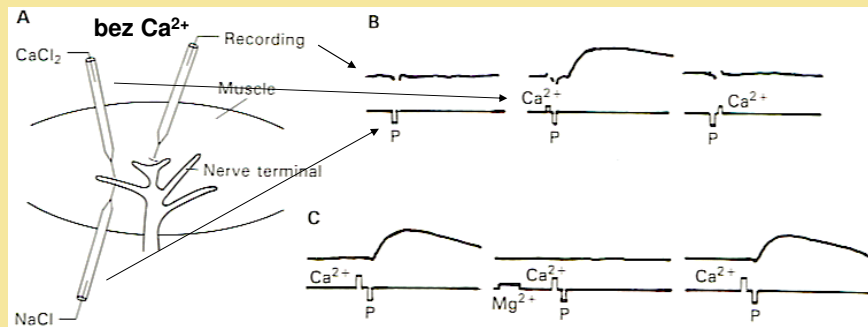 A
bez Ca²⁺
CaCl₂
Recording
Muscle
Nerve terminal
NaCl
B
P
Ca²⁺
P
Ca²⁺
P
C
Ca²⁺
P
Ca²⁺
Mg²⁺
P
Ca²⁺
P